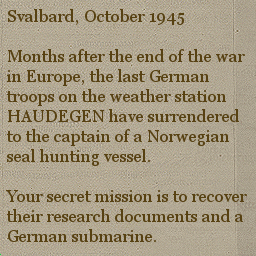 Svalbard, October 1945
Months after the end of the war
in Europe, the last German
troops on the weather station
HAUDEGEN have surrendered
to the captain of a Norwegian
seal hunting vessel.
Your secret mission is to recover
their research documents and a
German submarine.